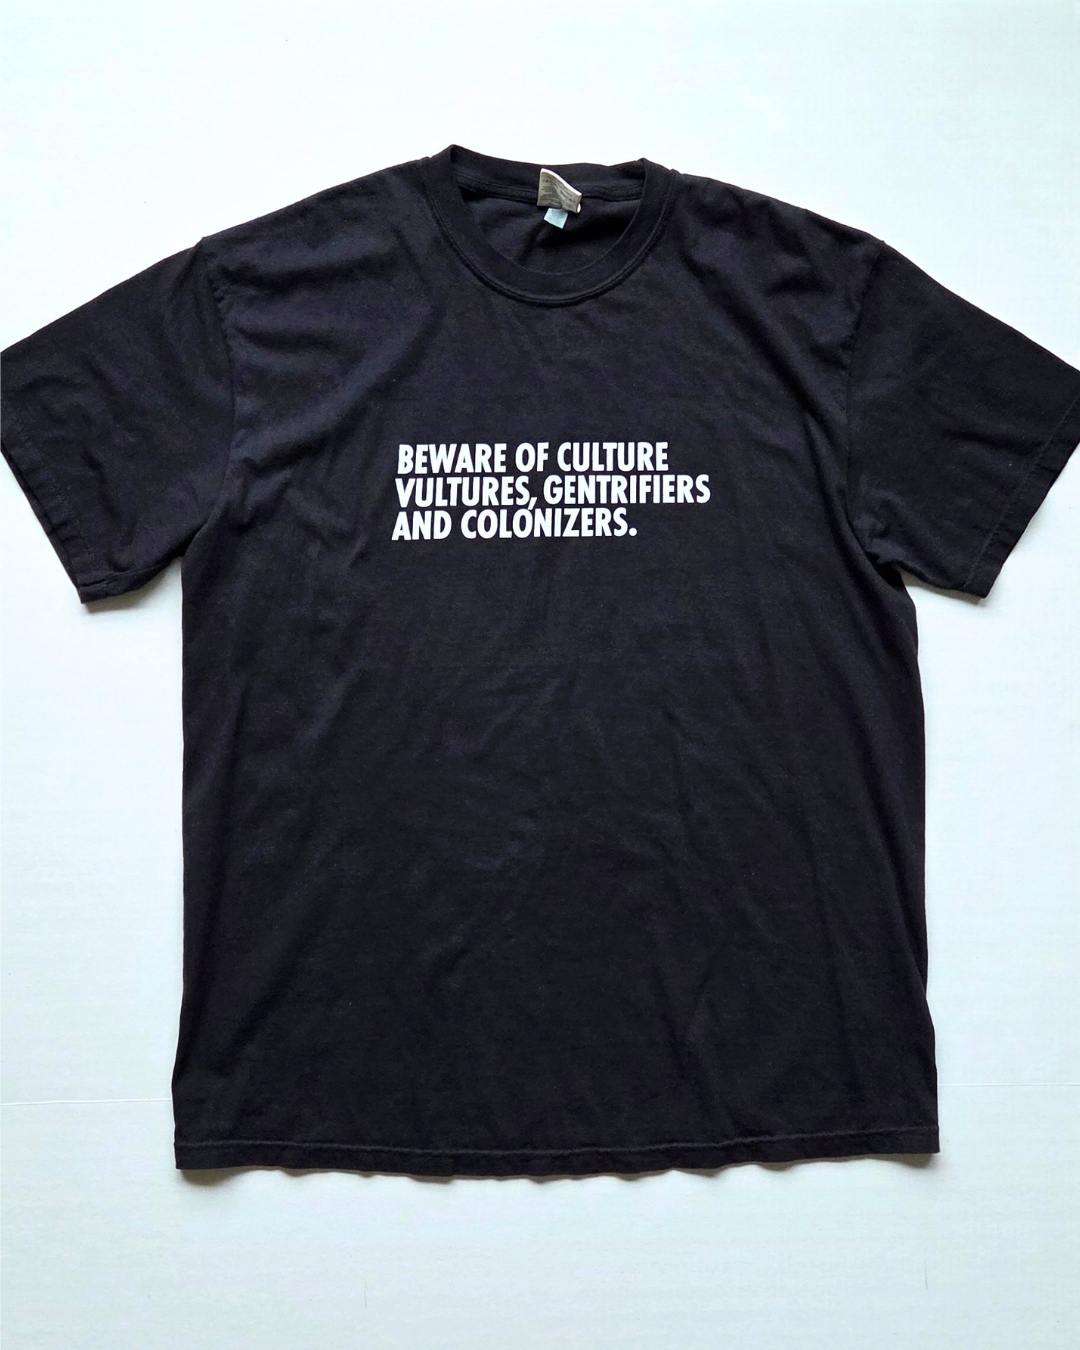 BEWARE OF CULTURE
VULTURES, GENTRIFIERS
AND COLONIZERS.